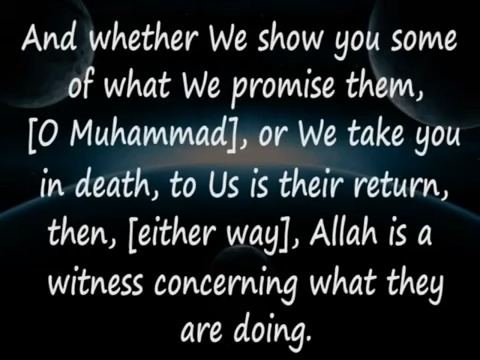 And whether We show you some
of what We promise them,
[O Muhammad], or We take you
in death, to Us is their return,
then, [either way], Allah is a
witness concerning what they
are doing.